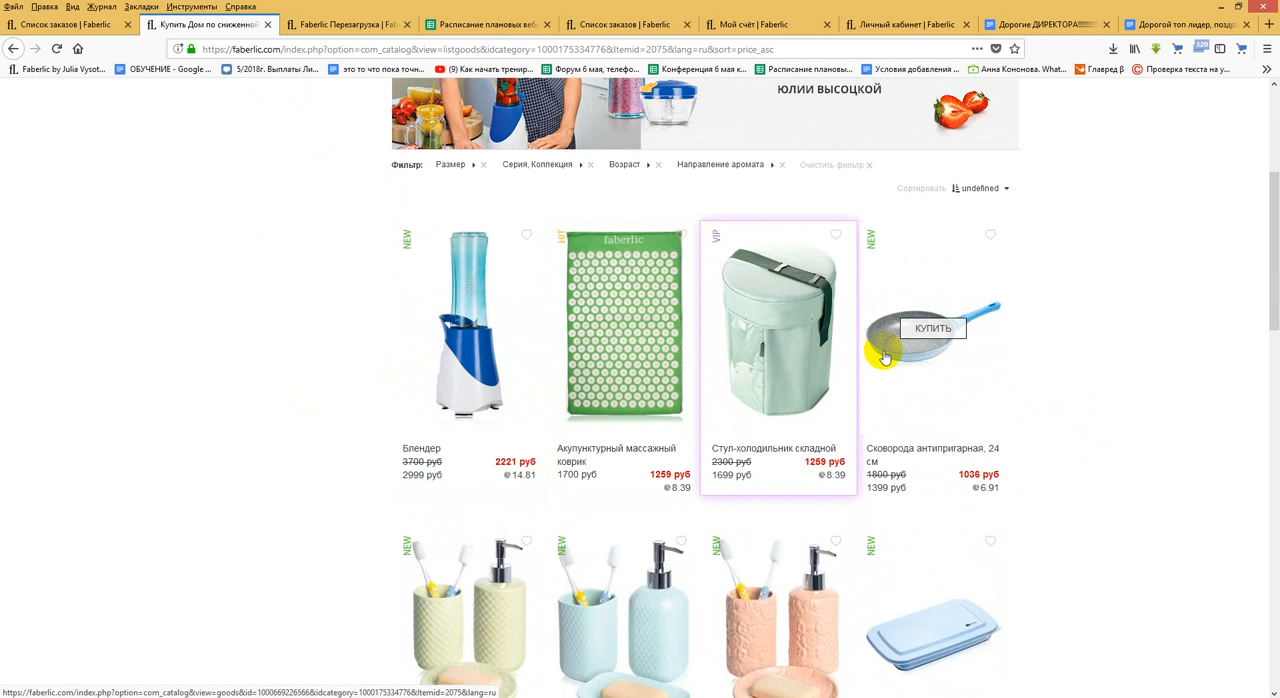 Файл Правка Вид Журнал Закладки Инструменты Справка
Список заказов | Faberlic
Купить Дом по сниженной
Faberlic Перезагрузка | Fab
Расписание плановых веб
Список заказов | Faberlic
Мой счёт | Faberlic
Личный кабинет | Faberlic
Дорогие ДИРЕКТОРА!!!!!!!!!
Дорогой топ лидер, поздр
https://faberlic.com/index.php?option=com_catalog&view=listgoods&idcategory=1000175334776&Itemid=2075&lang=ru&sort=price_asc
320
Faberlic by Julia Vysot...
ОБУЧЕНИЕ - Google ...
5/2018г. Выплаты Ли...
это то что пока точн...
(9) Как начать тренир...
Форум 6 мая, телефо...
Конференция 6 мая к...
Расписание плановы...
Условия добавления ...
Анна Кононова. What...
Главред β
Проверка текста на у...
ЮЛИИ ВЫСОЦКОЙ
Фильтр: Размер Серия, Коллекция Возраст Направление аромата Очистить фильтр
Сортировать undefined
NEW
HIT
VIP
NEW
faberlic
КУПИТЬ
Блендер
3700 руб 2221 руб
2999 руб 14.81
Акупунктурный массажный
коврик
1700 руб 1259 руб
8.39
Стул-холодильник складной
2300 руб 1259 руб
1699 руб 8.39
Сковорода антипригарная, 24
см
1800 руб 1036 руб
1399 руб 6.91
NEW
NEW
NEW
NEW
https://faberlic.com/index.php?option=com_catalog&view=goods&id=1000669226566&idcategory=1000175334776&Itemid=2075&lang=ru